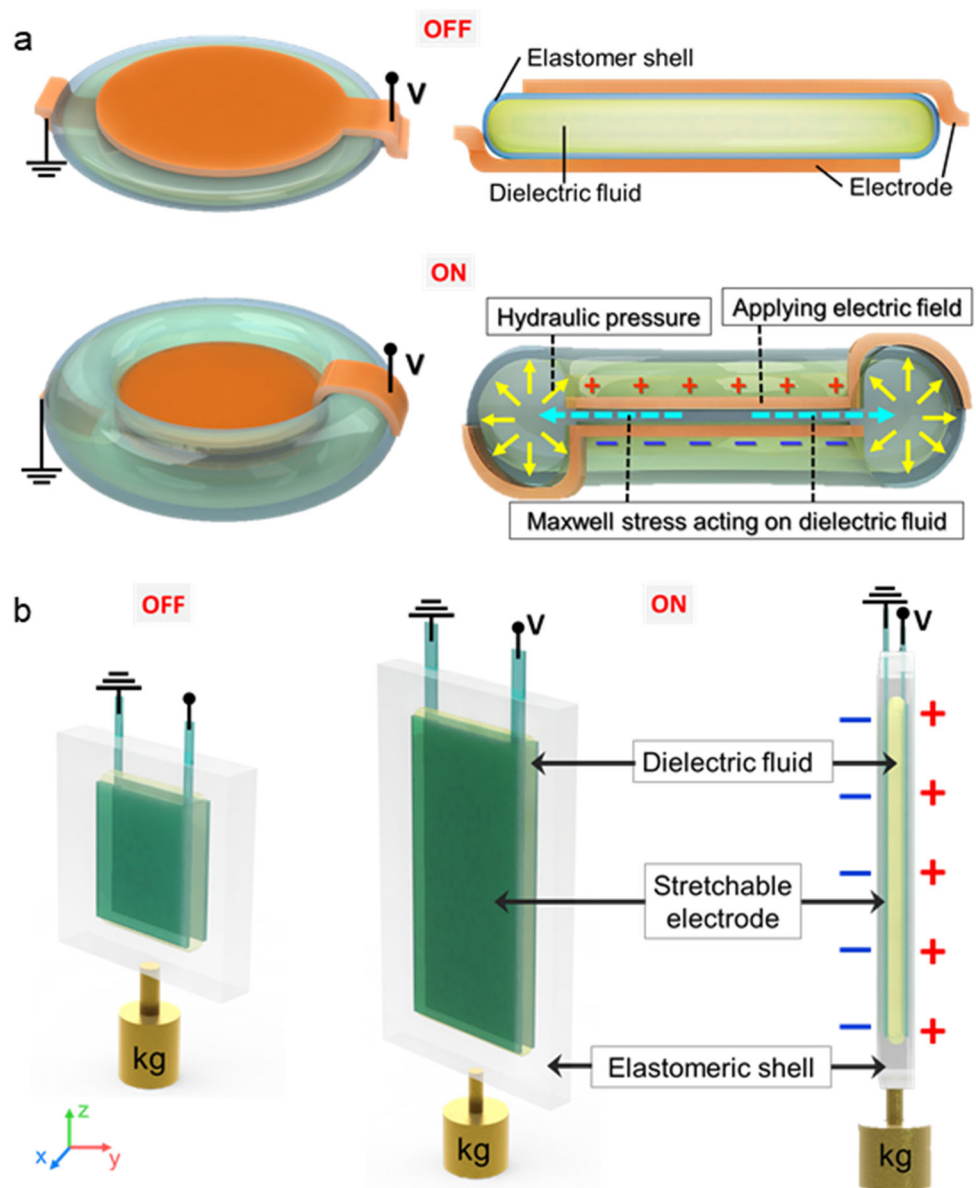 a
OFF
V
Elastomer shell
Dielectric fluid
Electrode
ON
V
Hydraulic pressure
Applying electric field
+ + + + + +
− − − − − −
Maxwell stress acting on dielectric fluid
b
OFF
ON
V
V
Dielectric fluid
Stretchable
electrode
Elastomeric shell
− +
− +
− +
− +
− +
kg
kg
kg
z
x
y